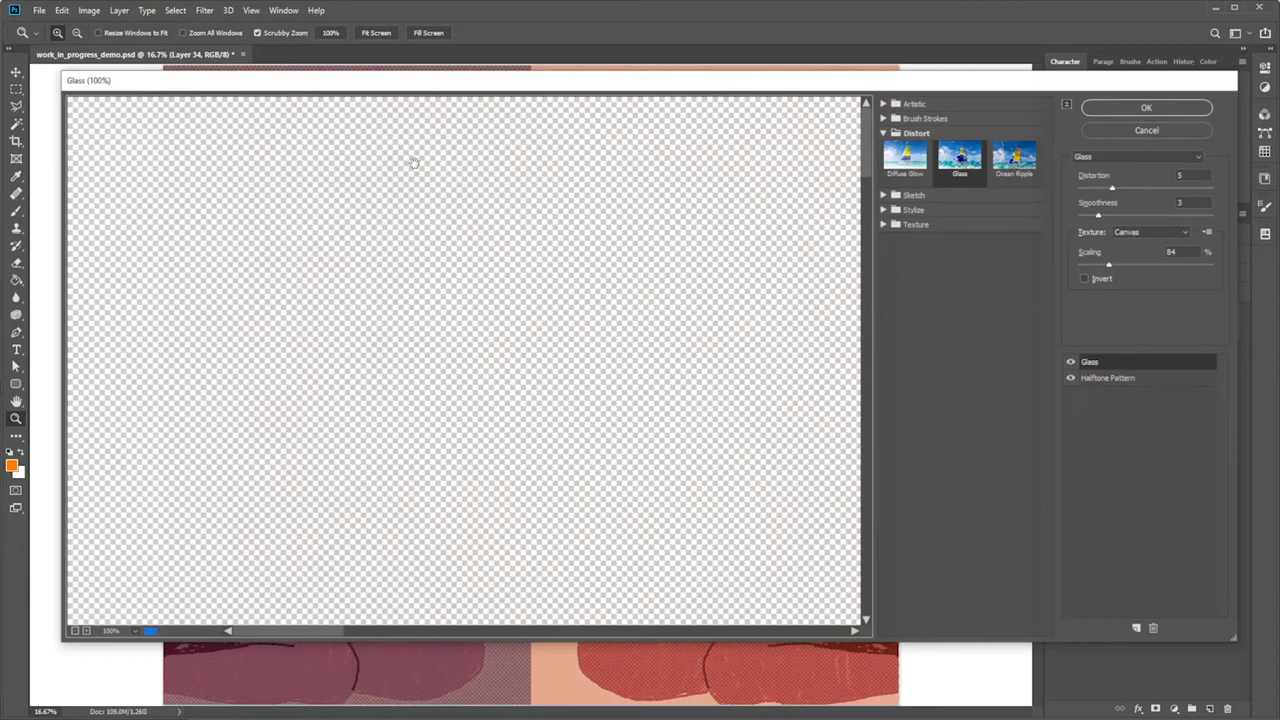 Ps File Edit Image Layer Type Select Filter 3D View Window Help
Resize Windows to Fit Zoom All Windows Scrubby Zoom 100% Fit Screen Fill Screen
work_in_progress_demo.psd @ 16.7% (Layer 34, RGB/8) *
Character Paragr Brushe Action Histor Color
Glass (100%)
Artistic
Brush Strokes
Distort
Diffuse Glow Glass Ocean Ripple
Sketch
Stylize
Texture
OK
Cancel
Glass
Distortion 5
Smoothness 3
Texture: Canvas
Scaling 84 %
Invert
Glass
Halftone Pattern
100%
16.67% Doc: 109.0M/1.26G